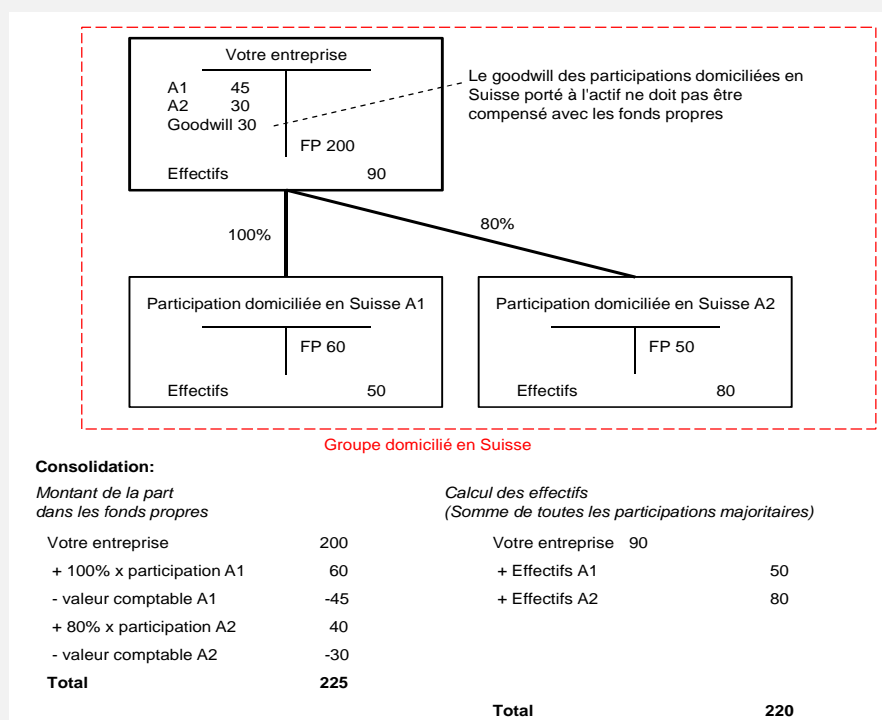 Votre entreprise
A1 45
A2 30
Goodwill 30
FP 200
Effectifs 90
Le goodwill des participations domiciliées en
Suisse porté à l'actif ne doit pas être
compensé avec les fonds propres
100%
80%
Participation domiciliée en Suisse A1
FP 60
Effectifs 50
Participation domiciliée en Suisse A2
FP 50
Effectifs 80
Groupe domicilié en Suisse
Consolidation:
Montant de la part
dans les fonds propres
Votre entreprise 200
+ 100% x participation A1 60
- valeur comptable A1 -45
+ 80% x participation A2 40
- valeur comptable A2 -30
Total 225
Calcul des effectifs
(Somme de toutes les participations majoritaires)
Votre entreprise 90
+ Effectifs A1 50
+ Effectifs A2 80
Total 220